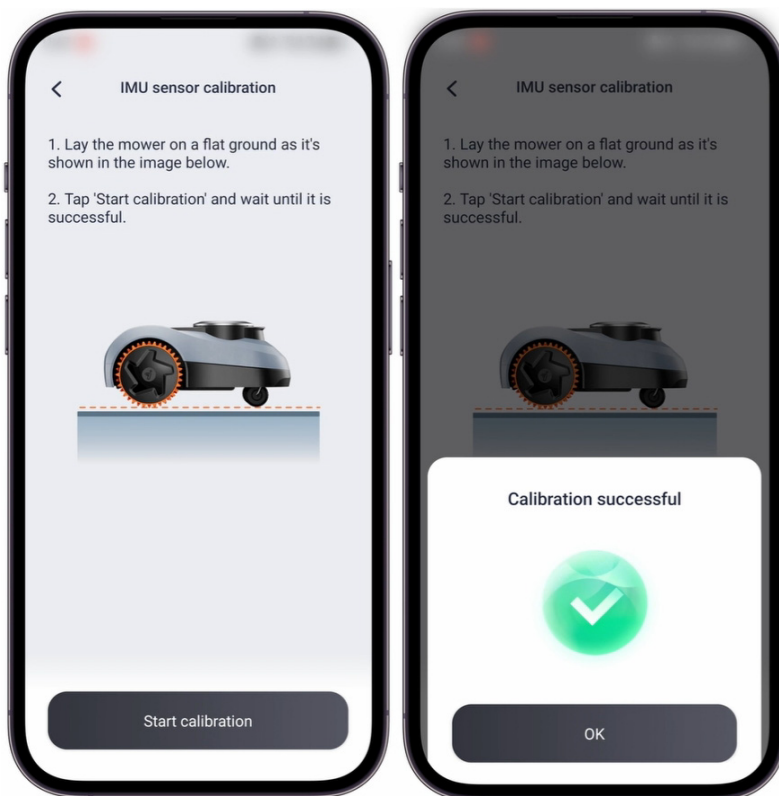 IMU sensor calibration
1. Lay the mower on a flat ground as it's
shown in the image below.
2. Tap 'Start calibration' and wait until it is
successful.
Start calibration
IMU sensor calibration
1. Lay the mower on a flat ground as it's
shown in the image below.
2. Tap 'Start calibration' and wait until it is
successful.
Calibration successful
OK